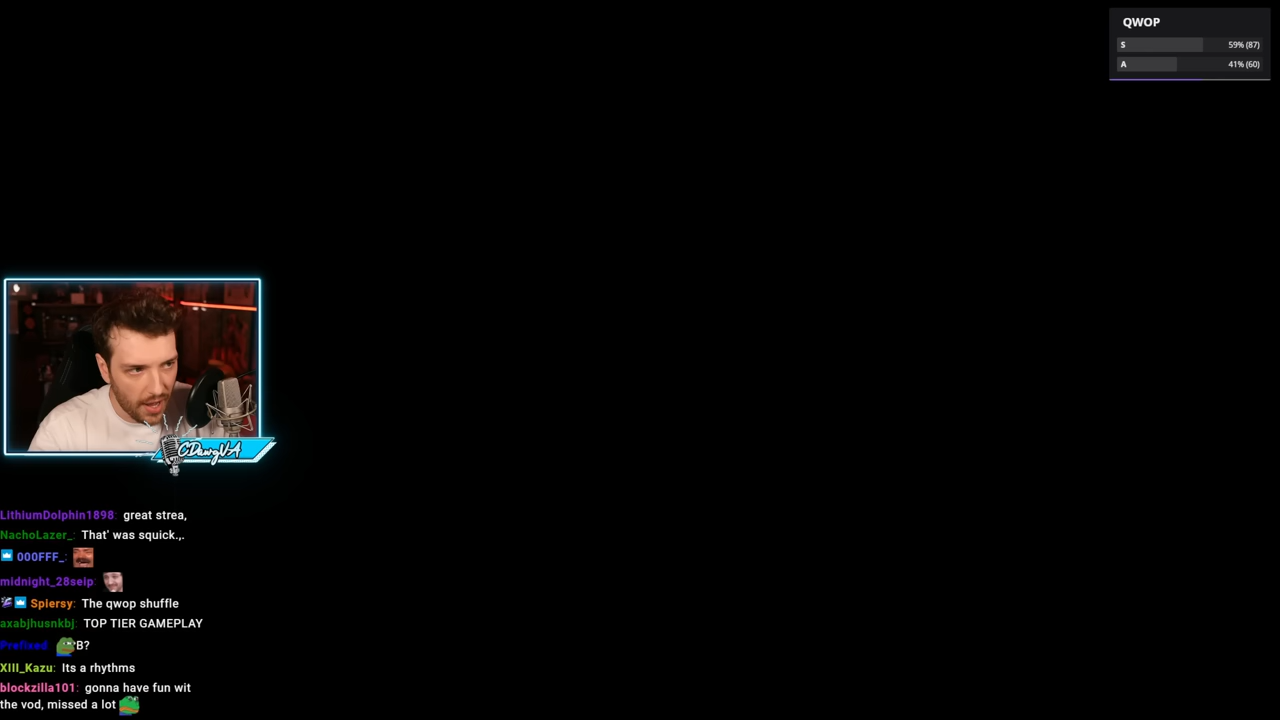 QWOP
S 59% (87)
A 41% (60)
CDawgVA
LithiumDolphin1898: great strea,
NachoLazer_: That' was squick.,.
000FFF_:
midnight_28seip:
Spiersy: The qwop shuffle
axabjhusnkbj: TOP TIER GAMEPLAY
Prefixed: B?
XIII_Kazu: Its a rhythms
blockzilla101: gonna have fun wit
the vod, missed a lot